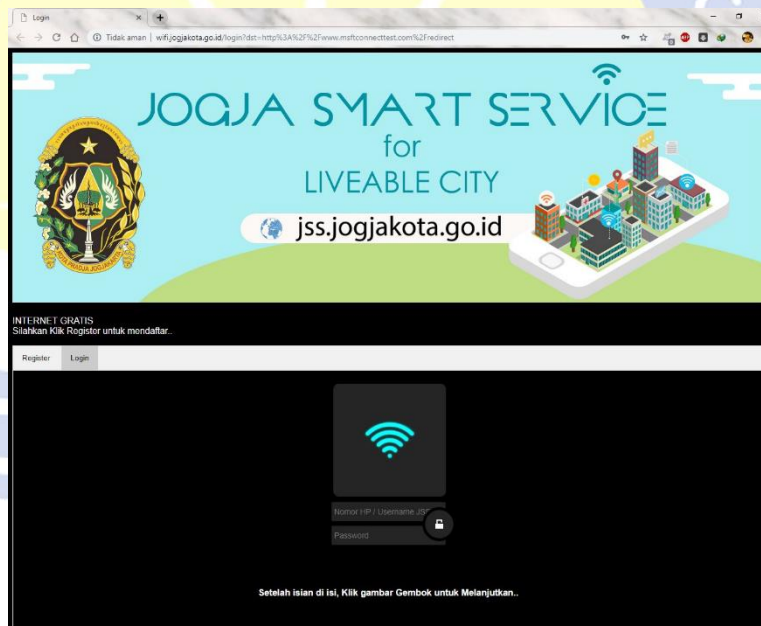 Login
Tidak aman | wifi.jogjakota.go.id/login?dst=http%3A%2F%2Fwww.msftconnecttest.com%2Fredirect
JOGJA SMART SERVICE
for
LIVEABLE CITY
jss.jogjakota.go.id
INTERNET GRATIS
Silahkan Klik Register untuk mendaftar..
Register Login
Nomor HP / Username JSS
Password
Setelah isian di isi, Klik gambar Gembok untuk Melanjutkan..